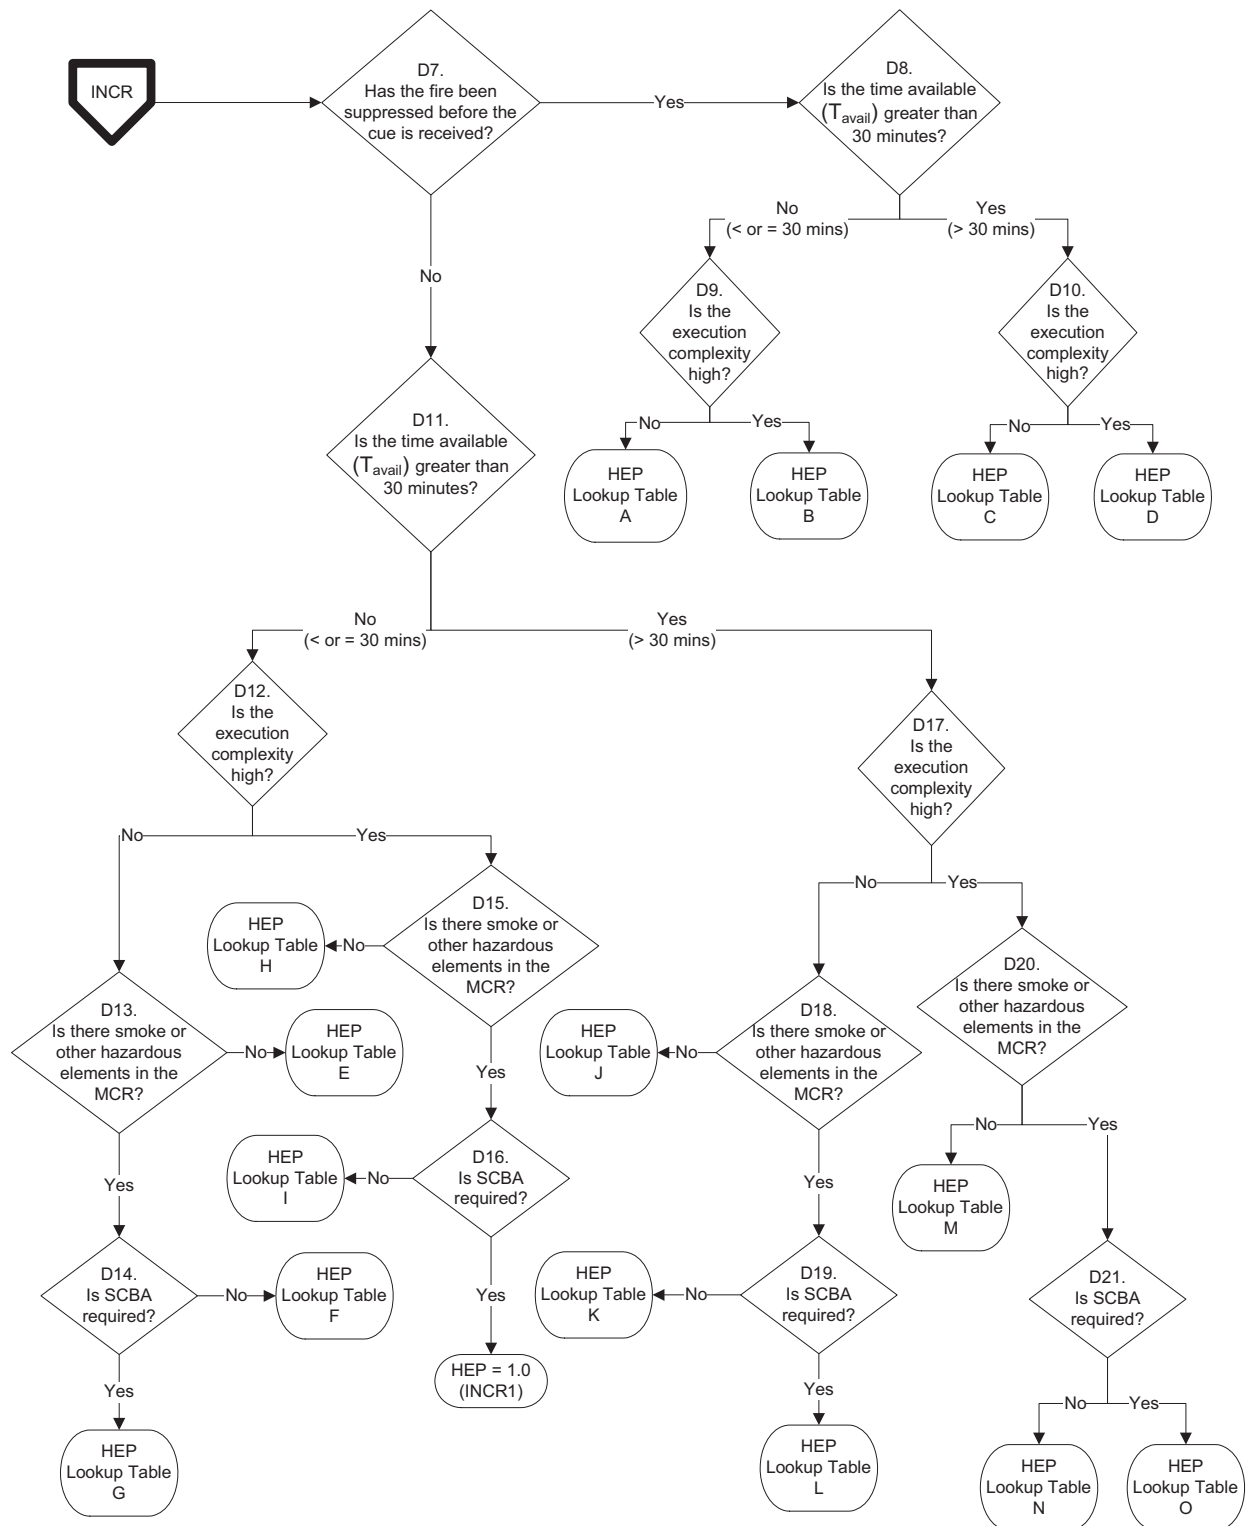 INCR
D7.
Has the fire been
suppressed before the
cue is received?
Yes
D8.
Is the time available
(Tavail) greater than
30 minutes?
No
(< or = 30 mins)
Yes
(> 30 mins)
No
D9.
Is the
execution
complexity
high?
D10.
Is the
execution
complexity
high?
No
Yes
No
Yes
HEP
Lookup Table
A
HEP
Lookup Table
B
HEP
Lookup Table
C
HEP
Lookup Table
D
D11.
Is the time available
(Tavail) greater than
30 minutes?
No
(< or = 30 mins)
Yes
(> 30 mins)
D12.
Is the
execution
complexity
high?
D17.
Is the
execution
complexity
high?
No
Yes
No
Yes
D15.
Is there smoke or
other hazardous
elements in the
MCR?
No
HEP
Lookup Table
H
D13.
Is there smoke or
other hazardous
elements in the
MCR?
No
HEP
Lookup Table
E
D18.
Is there smoke or
other hazardous
elements in the
MCR?
No
HEP
Lookup Table
J
D20.
Is there smoke or
other hazardous
elements in the
MCR?
Yes
Yes
Yes
No
Yes
D16.
Is SCBA
required?
No
HEP
Lookup Table
I
HEP
Lookup Table
M
D14.
Is SCBA
required?
No
HEP
Lookup Table
F
Yes
D19.
Is SCBA
required?
No
HEP
Lookup Table
K
D21.
Is SCBA
required?
HEP = 1.0
(INCR1)
Yes
Yes
No
Yes
HEP
Lookup Table
G
HEP
Lookup Table
L
HEP
Lookup Table
N
HEP
Lookup Table
O